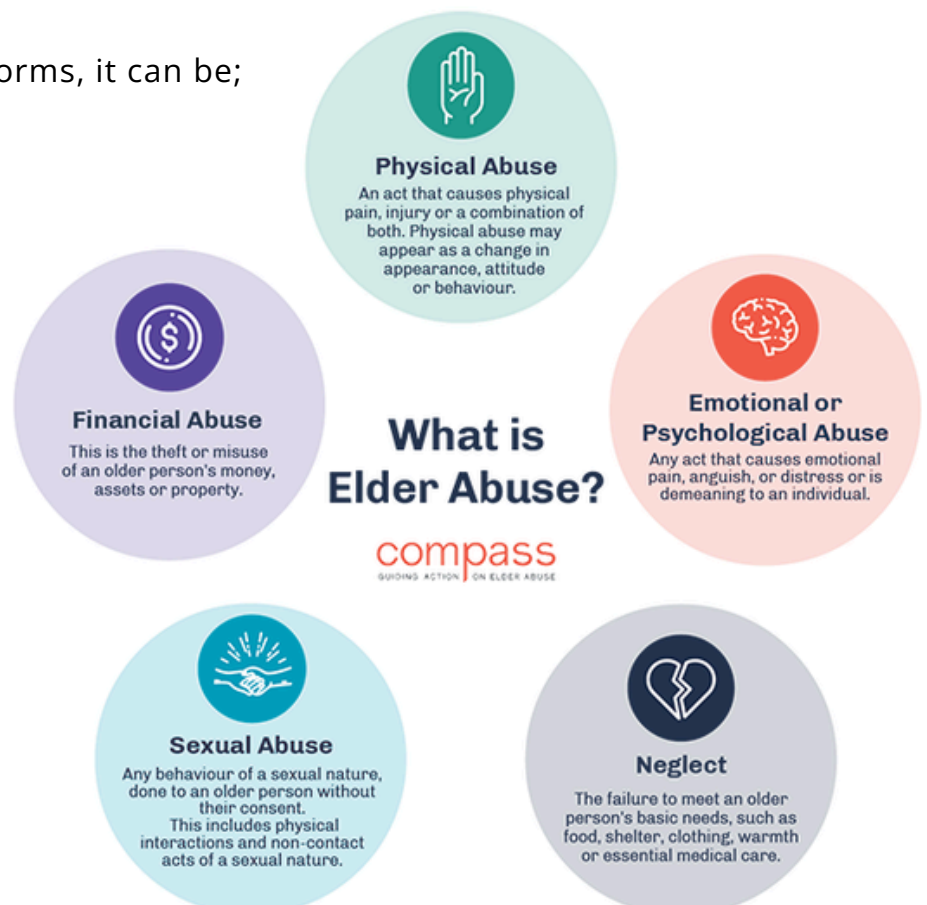 orms, it can be;
Physical Abuse
An act that causes physical
pain, injury or a combination of
both. Physical abuse may
appear as a change in
appearance, attitude
or behaviour.
Financial Abuse
This is the theft or misuse
of an older person's money,
assets or property.
What is
Elder Abuse?
compass
GUIDING ACTION ON ELDER ABUSE
Emotional or
Psychological Abuse
Any act that causes emotional
pain, anguish, or distress or is
demeaning to an individual.
Sexual Abuse
Any behaviour of a sexual nature,
done to an older person without
their consent.
This includes physical
interactions and non-contact
acts of a sexual nature.
Neglect
The failure to meet an older
person's basic needs, such as
food, shelter, clothing, warmth
or essential medical care.